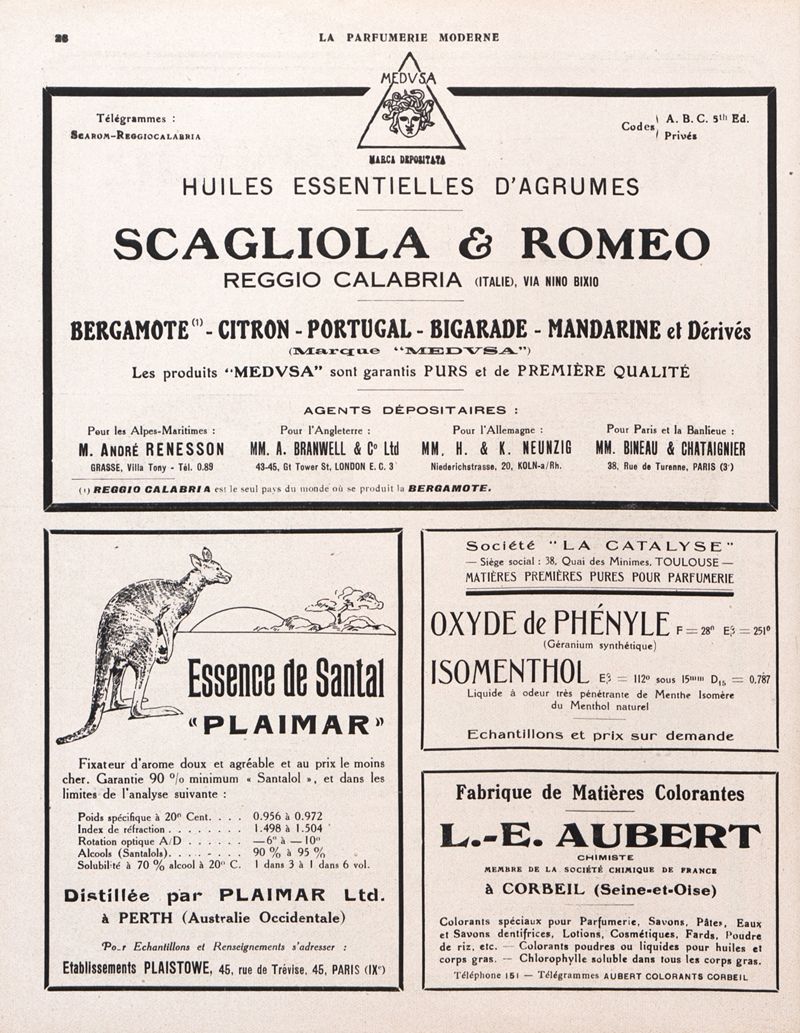 26
LA PARFUMERIE MODERNE
MEDVSA
MARCA DEPOSITATA
Télégrammes :
SCAROM-REGGIOCALABRIA
Codes A. B. C. 5th Ed.
Privés
HUILES ESSENTIELLES D'AGRUMES
SCAGLIOLA & ROMEO
REGGIO CALABRIA (ITALIE), VIA NINO BIXIO
BERGAMOTE (1) - CITRON - PORTUGAL - BIGARADE - MANDARINE et Dérivés
(Marque "MEDVSA")
Les produits "MEDVSA" sont garantis PURS et de PREMIÈRE QUALITÉ
AGENTS DÉPOSITAIRES :
Pour les Alpes-Maritimes :
M. ANDRÉ RENESSON
GRASSE, Villa Tony - Tél. 0.89
Pour l'Angleterre :
MM. A. BRANWELL & Co Ltd
43-45, Gt Tower St, LONDON E. C. 3
Pour l'Allemagne :
MM, H. & K. NEUNZIG
Niederichstrasse, 20, KOLN-a/Rh.
Pour Paris et la Banlieue :
MM. BINEAU & CHATAIGNIER
38, Rue de Turenne, PARIS (3e)
(1) REGGIO CALABRIA est le seul pays du monde où se produit la BERGAMOTE.
Essence de Santal
"PLAIMAR"
Fixateur d'arome doux et agréable et au prix le moins
cher. Garantie 90 % minimum « Santalol », et dans les
limites de l'analyse suivante :
Poids spécifique à 20° Cent. . . . 0.956 à 0.972
Index de réfraction . . . . . . . . 1.498 à 1.504
Rotation optique A/D . . . . . . —6° à —10°
Alcools (Santalols). . . . . . . . 90 % à 95 %
Solubilité à 70 % alcool à 20° C. 1 dans 3 à 1 dans 6 vol.
Distillée par PLAIMAR Ltd.
à PERTH (Australie Occidentale)
Pour Echantillons et Renseignements s'adresser :
Etablissements PLAISTOWE, 45, rue de Trévise, 45, PARIS (IXe)
Société "LA CATALYSE"
— Siège social : 38, Quai des Minimes, TOULOUSE —
MATIÈRES PREMIÈRES PURES POUR PARFUMERIE
OXYDE de PHÉNYLE F = 28° Eß = 251°
(Géranium synthétique)
ISOMENTHOL Eß = 112° sous 15mm D15 = 0.787
Liquide à odeur très pénétrante de Menthe Isomère
du Menthol naturel
Echantillons et prix sur demande
Fabrique de Matières Colorantes
L.-E. AUBERT
CHIMISTE
MEMBRE DE LA SOCIÉTÉ CHIMIQUE DE FRANCE
à CORBEIL (Seine-et-Oise)
Colorants spéciaux pour Parfumerie, Savons, Pâtes, Eaux
et Savons dentifrices, Lotions, Cosmétiques, Fards, Poudre
de riz, etc. — Colorants poudres ou liquides pour huiles et
corps gras. — Chlorophylle soluble dans tous les corps gras.
Téléphone 151 — Télégrammes AUBERT COLORANTS CORBEIL